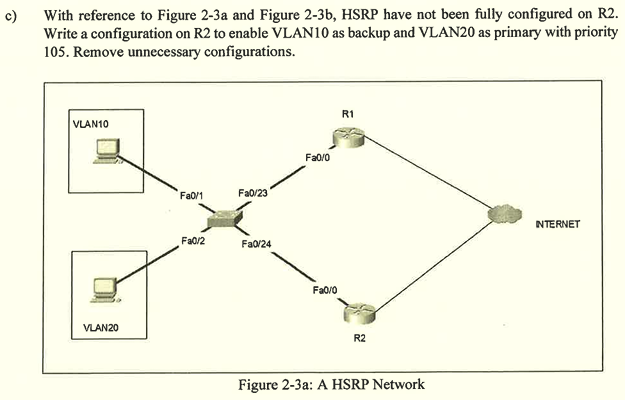 c) With reference to Figure 2-3a and Figure 2-3b, HSRP have not been fully configured on R2.
Write a configuration on R2 to enable VLAN10 as backup and VLAN20 as primary with priority
105. Remove unnecessary configurations.
R1
VLAN10
Fa0/0
Fa0/1
Fa0/23
INTERNET
Fa0/2
Fa0/24
Fa0/0
VLAN20
R2
Figure 2-3a: A HSRP Network